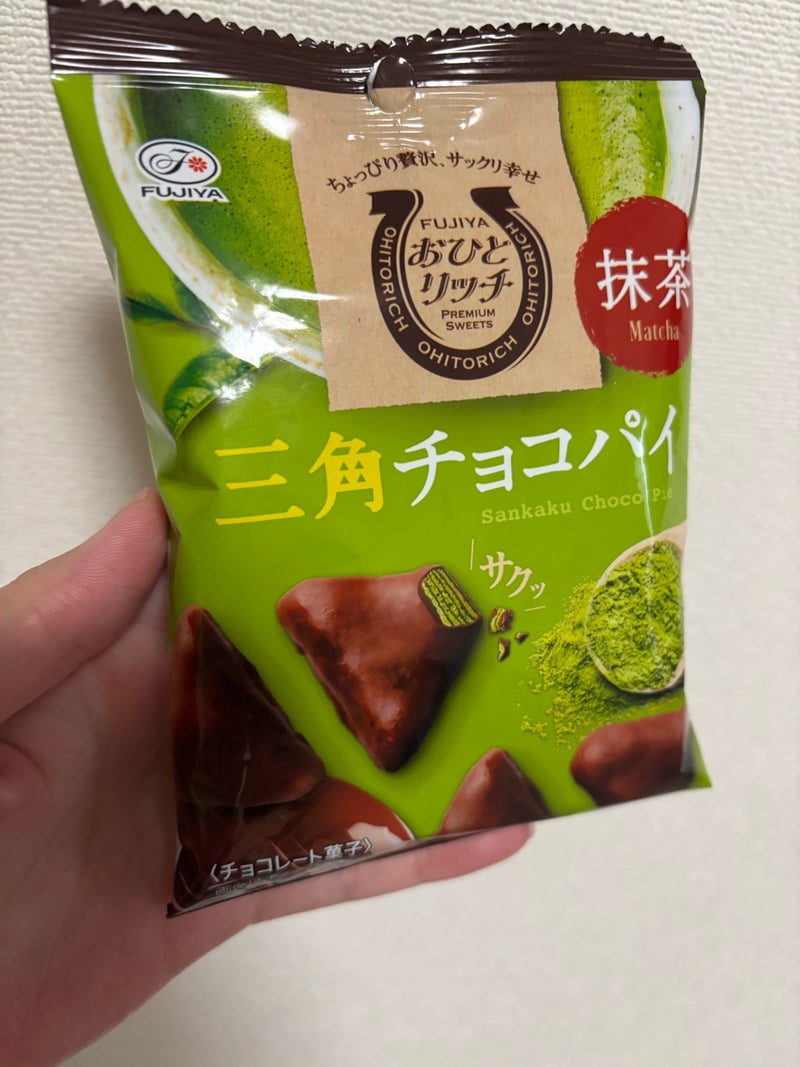 FUJIYA
ちょっぴり贅沢、サックリ幸せ
FUJIYA
おひと
リッチ
PREMIUM
SWEETS
OHITORICH OHITORICH OHITORICH
抹茶
Matcha
三角チョコパイ
Sankaku Choco Pie
サクッ
〈チョコレート菓子〉